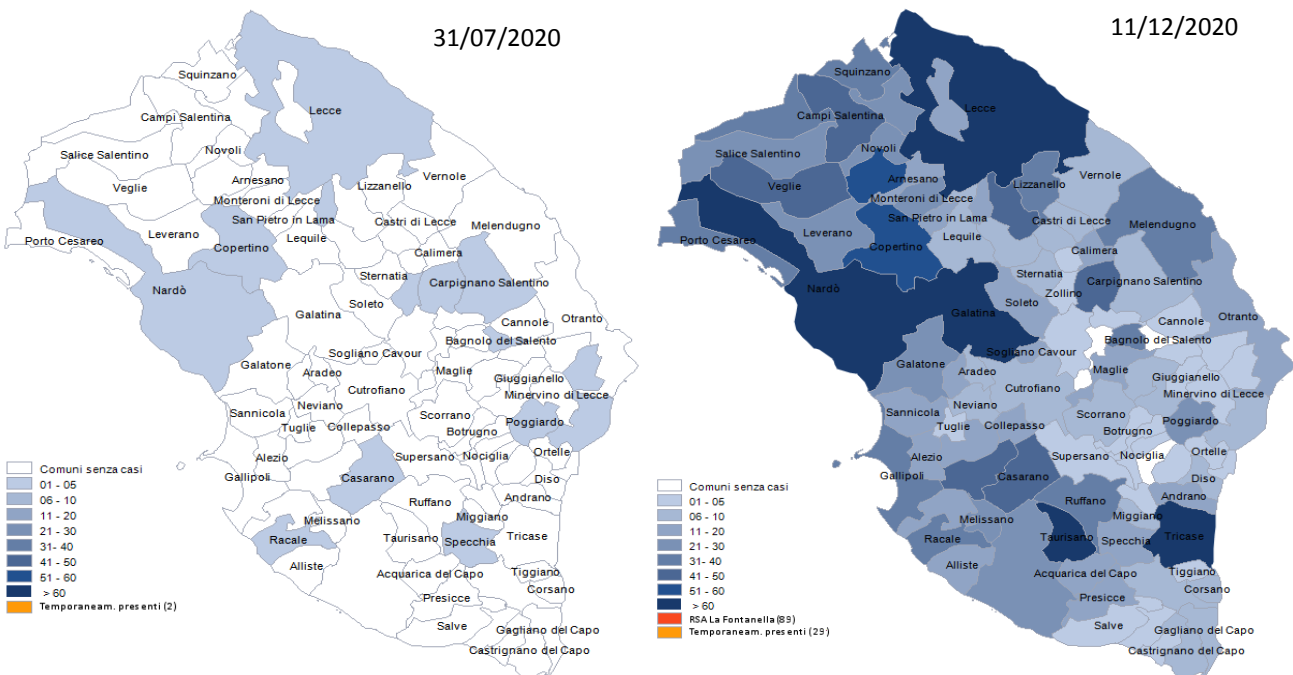 31/07/2020
Squinzano
Lecce
Campi Salentina
Novoli
Salice Salentino
Arnesano
Vernole
Lizzanello
Veglie
Monteroni di Lecce
San Pietro in Lama
Castri di Lecce
Melendugno
Leverano
Lequile
Porto Cesareo
Copertino
Calimera
Sternatia
Carpignano Salentino
Nardò
Soleto
Galatina
Cannole
Otranto
Bagnolo del Salento
Sogliano Cavour
Galatone
Aradeo
Maglie
Giuggianello
Cutrofiano
Minervino di Lecce
Neviano
Sannicola
Scorrano
Poggiardo
Tuglie
Collepasso
Botrugno
Alezio
Supersano
Nociglia
Ortelle
Gallipoli
Casarano
Diso
Andrano
Ruffano
Miggiano
Melissano
Racale
Taurisano
Specchia
Tricase
Alliste
Acquarica del Capo
Tiggiano
Corsano
Presicce
Salve
Gagliano del Capo
Castrignano del Capo
Comuni senza casi
01 - 05
06 - 10
11 - 20
21 - 30
31 - 40
41 - 50
51 - 60
> 60
Temporaneam. presenti (2)
11/12/2020
Squinzano
Lecce
Campi Salentina
Novoli
Salice Salentino
Arnesano
Vernole
Lizzanello
Veglie
Monteroni di Lecce
San Pietro in Lama
Castri di Lecce
Melendugno
Leverano
Lequile
Porto Cesareo
Copertino
Calimera
Sternatia
Carpignano Salentino
Nardò
Zollino
Soleto
Galatina
Cannole
Otranto
Bagnolo del Salento
Sogliano Cavour
Galatone
Aradeo
Maglie
Giuggianello
Cutrofiano
Minervino di Lecce
Neviano
Sannicola
Scorrano
Poggiardo
Tuglie
Collepasso
Botrugno
Alezio
Supersano
Nociglia
Ortelle
Gallipoli
Casarano
Diso
Andrano
Ruffano
Miggiano
Melissano
Racale
Taurisano
Specchia
Tricase
Alliste
Acquarica del Capo
Tiggiano
Corsano
Presicce
Salve
Gagliano del Capo
Castrignano del Capo
Comuni senza casi
01 - 05
06 - 10
11 - 20
21 - 30
31 - 40
41 - 50
51 - 60
> 60
RSA La Fontanella (89)
Temporaneam. presenti (29)